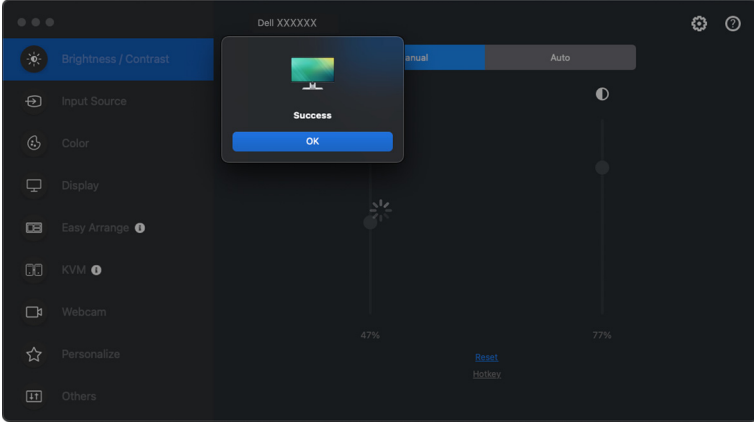 Dell XXXXXX
Brightness / Contrast
anual
Auto
Success
OK
Input Source
Color
Display
Easy Arrange
KVM
Webcam
Personalize
Others
47%
77%
Reset
Hotkey